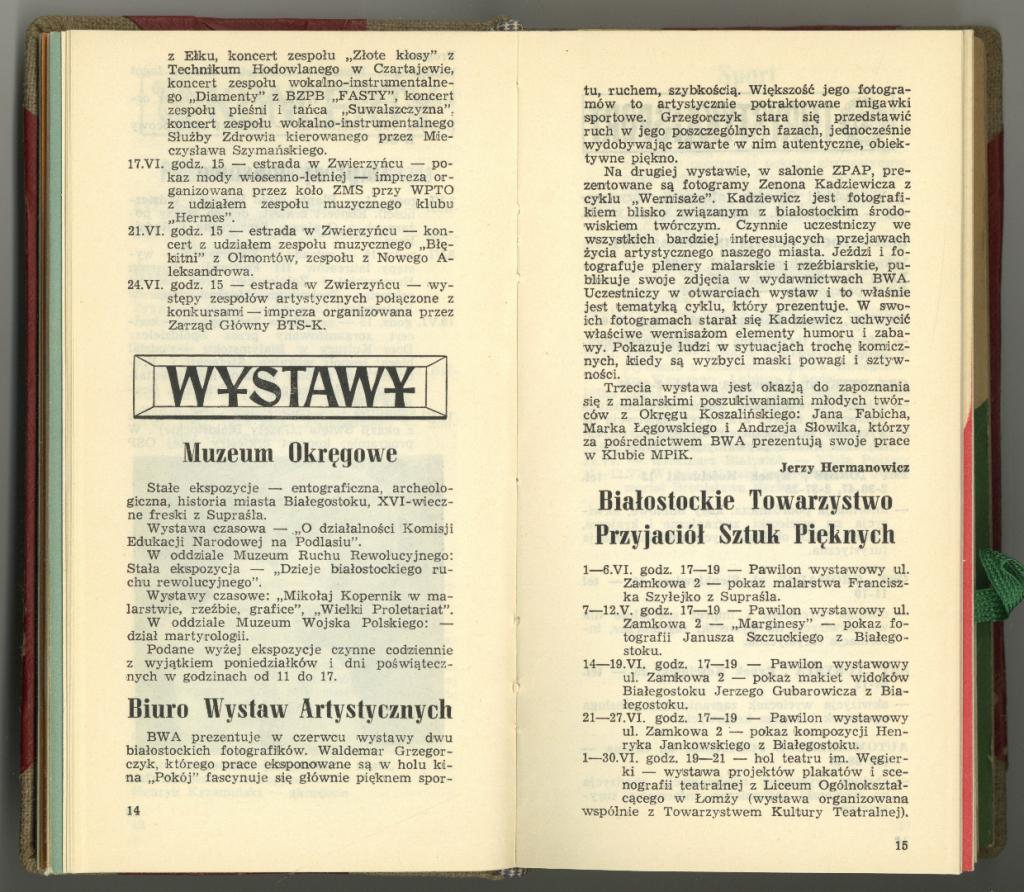 z Ełku, koncert zespołu „Złote kłosy” z
Technikum Hodowlanego w Czartajewie,
koncert zespołu wokalno-instrumentalne-
go „Diamenty” z BZPB „FASTY”, koncert
zespołu pieśni i tańca „Suwalszczyzna”,
koncert zespołu wokalno-instrumentalnego
Służby Zdrowia kierowanego przez Mie-
czysława Szymańskiego.
17.VI. godz. 15 — estrada w Zwierzyńcu — po-
kaz mody wiosenno-letniej — impreza or-
ganizowana przez koło ZMS przy WPTO
z udziałem zespołu muzycznego klubu
„Hermes”.
21.VI. godz. 15 — estrada w Zwierzyńcu — kon-
cert z udziałem zespołu muzycznego „Błę-
kitni” z Olmontów, zespołu z Nowego A-
leksandrowa.
24.VI. godz. 15 — estrada w Zwierzyńcu — wy-
stępy zespołów artystycznych połączone z
konkursami — impreza organizowana przez
Zarząd Główny BTS-K.
WYSTAWY
Muzeum Okręgowe
Stałe ekspozycje — entograficzna, archeolo-
giczna, historia miasta Białegostoku, XVI-wiecz-
ne freski z Supraśla.
Wystawa czasowa — „O działalności Komisji
Edukacji Narodowej na Podlasiu”.
W oddziale Muzeum Ruchu Rewolucyjnego:
Stała ekspozycja — „Dzieje białostockiego ru-
chu rewolucyjnego”.
Wystawy czasowe: „Mikołaj Kopernik w ma-
larstwie, rzeźbie, grafice”, „Wielki Proletariat”.
W oddziale Muzeum Wojska Polskiego: —
dział martyrologii.
Podane wyżej ekspozycje czynne codziennie
z wyjątkiem poniedziałków i dni poświątecz-
nych w godzinach od 11 do 17.
Biuro Wystaw Artystycznych
BWA prezentuje w czerwcu wystawy dwu
białostockich fotografików. Waldemar Grzegor-
czyk, którego prace eksponowane są w holu ki-
na „Pokój” fascynuje się głównie pięknem spor-
14
tu, ruchem, szybkością. Większość jego fotogra-
mów to artystycznie potraktowane migawki
sportowe. Grzegorczyk stara się przedstawić
ruch w jego poszczególnych fazach, jednocześnie
wydobywając zawarte w nim autentyczne, obiek-
tywne piękno.
Na drugiej wystawie, w salonie ZPAP, pre-
zentowane są fotogramy Zenona Kadziewicza z
cyklu „Wernisaże”. Kadziewicz jest fotografi-
kiem blisko związanym z białostockim środo-
wiskiem twórczym. Czynnie uczestniczy we
wszystkich bardziej interesujących przejawach
życia artystycznego naszego miasta. Jeździ i fo-
tografuje plenery malarskie i rzeźbiarskie, pu-
blikuje swoje zdjęcia w wydawnictwach BWA.
Uczestniczy w otwarciach wystaw i to właśnie
jest tematyką cyklu, który prezentuje. W swo-
ich fotogramach starał się Kadziewicz uchwycić
właściwe wernisażom elementy humoru i zaba-
wy. Pokazuje ludzi w sytuacjach trochę komicz-
nych, kiedy są wyzbyci maski powagi i sztyw-
ności.
Trzecia wystawa jest okazją do zapoznania
się z malarskimi poszukiwaniami młodych twór-
ców z Okręgu Koszalińskiego: Jana Fabicha,
Marka Łęgowskiego i Andrzeja Słowika, którzy
za pośrednictwem BWA prezentują swoje prace
w Klubie MPiK.
Jerzy Hermanowicz
Białostockie Towarzystwo
Przyjaciół Sztuk Pięknych
1—6.VI. godz. 17—19 — Pawilon wystawowy ul.
Zamkowa 2 — pokaz malarstwa Francisz-
ka Szyłejko z Supraśla.
7—12.V. godz. 17—19 — Pawilon wystawowy ul.
Zamkowa 2 — „Marginesy” — pokaz fo-
tografii Janusza Szczuckiego z Białego-
stoku.
14—19.VI. godz. 17—19 — Pawilon wystawowy
ul. Zamkowa 2 — pokaz makiet widoków
Białegostoku Jerzego Gubarowicza z Bia-
łegostoku.
21—27.VI. godz. 17—19 — Pawilon wystawowy
ul. Zamkowa 2 — pokaz kompozycji Hen-
ryka Jankowskiego z Białegostoku.
1—30.VI. godz. 19—21 — hol teatru im. Węgier-
ki — wystawa projektów plakatów i sce-
nografii teatralnej z Liceum Ogólnokształ-
cącego w Łomży (wystawa organizowana
wspólnie z Towarzystwem Kultury Teatralnej).
15